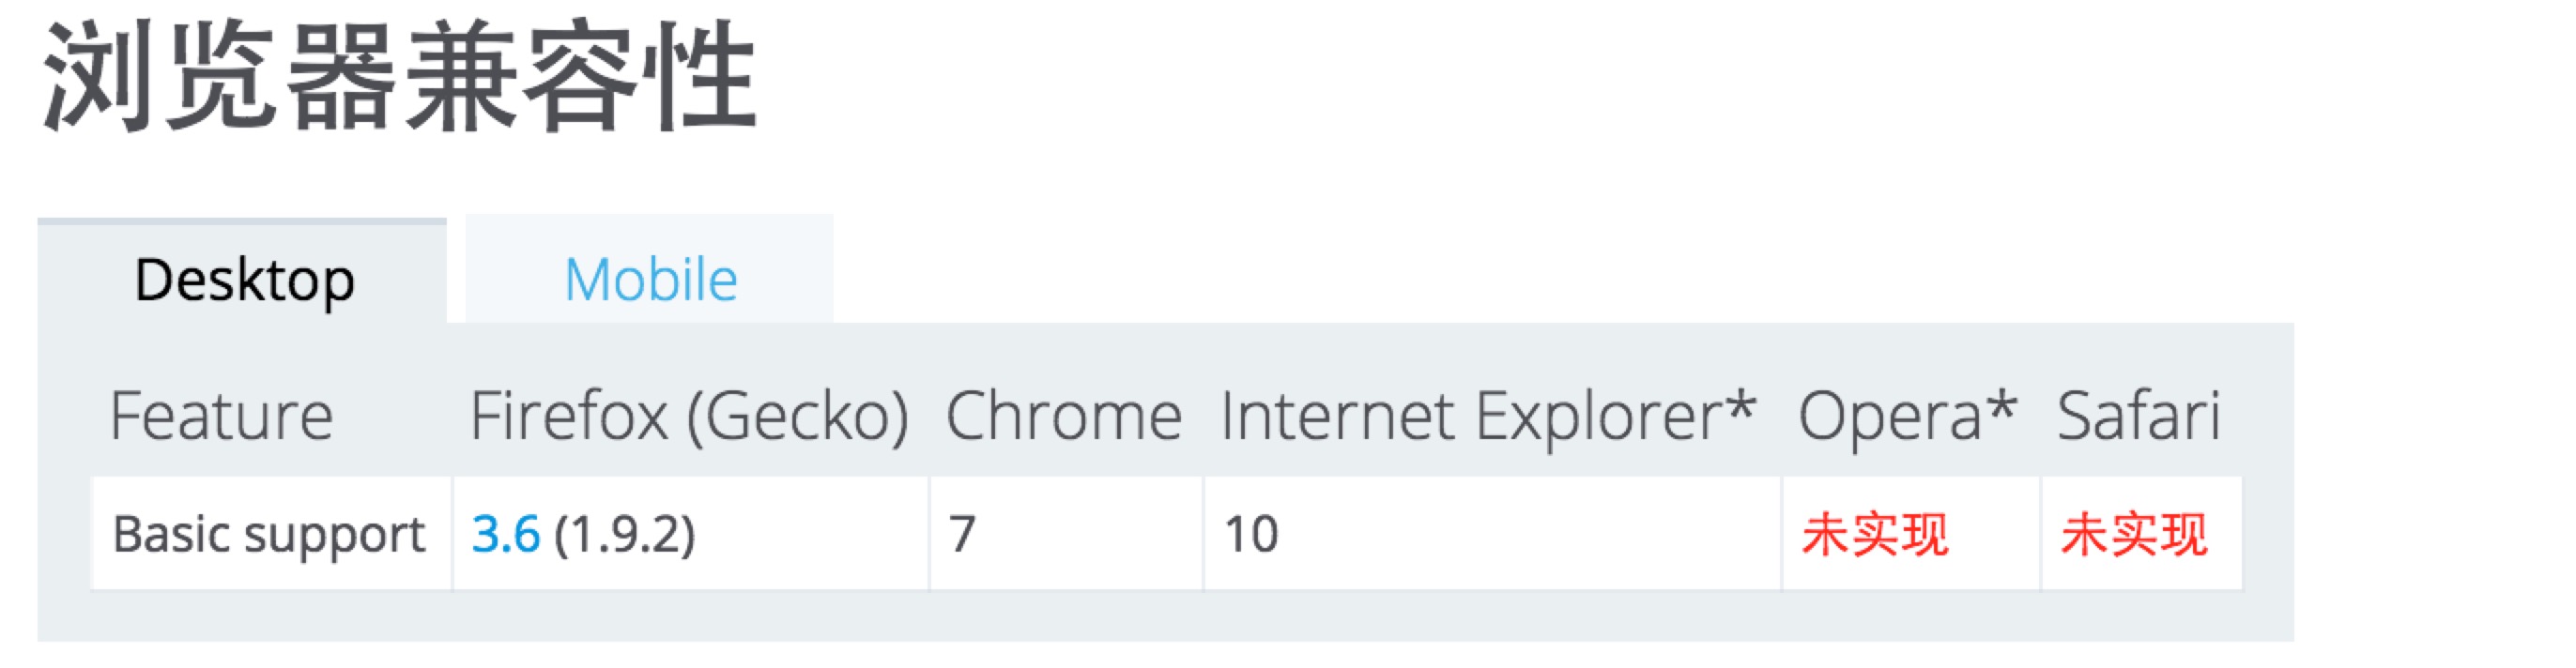 浏览器兼容性
Desktop Mobile
Feature Firefox (Gecko) Chrome Internet Explorer* Opera* Safari
Basic support 3.6 (1.9.2) 7 10 未实现 未实现